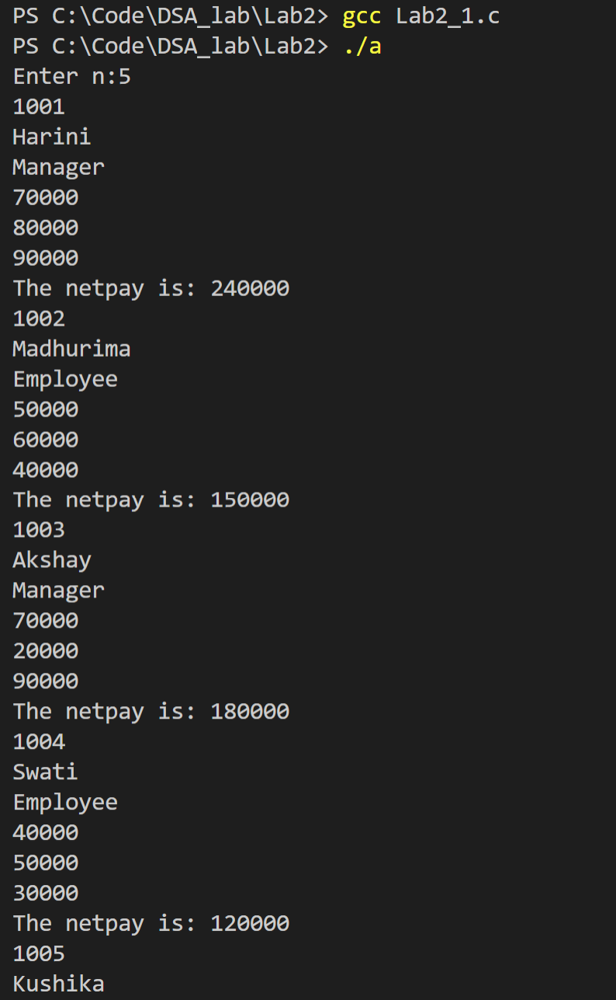 PS C:\Code\DSA_lab\Lab2> gcc Lab2_1.c
PS C:\Code\DSA_lab\Lab2> ./a
Enter n:5
1001
Harini
Manager
70000
80000
90000
The netpay is: 240000
1002
Madhurima
Employee
50000
60000
40000
The netpay is: 150000
1003
Akshay
Manager
70000
20000
90000
The netpay is: 180000
1004
Swati
Employee
40000
50000
30000
The netpay is: 120000
1005
Kushika